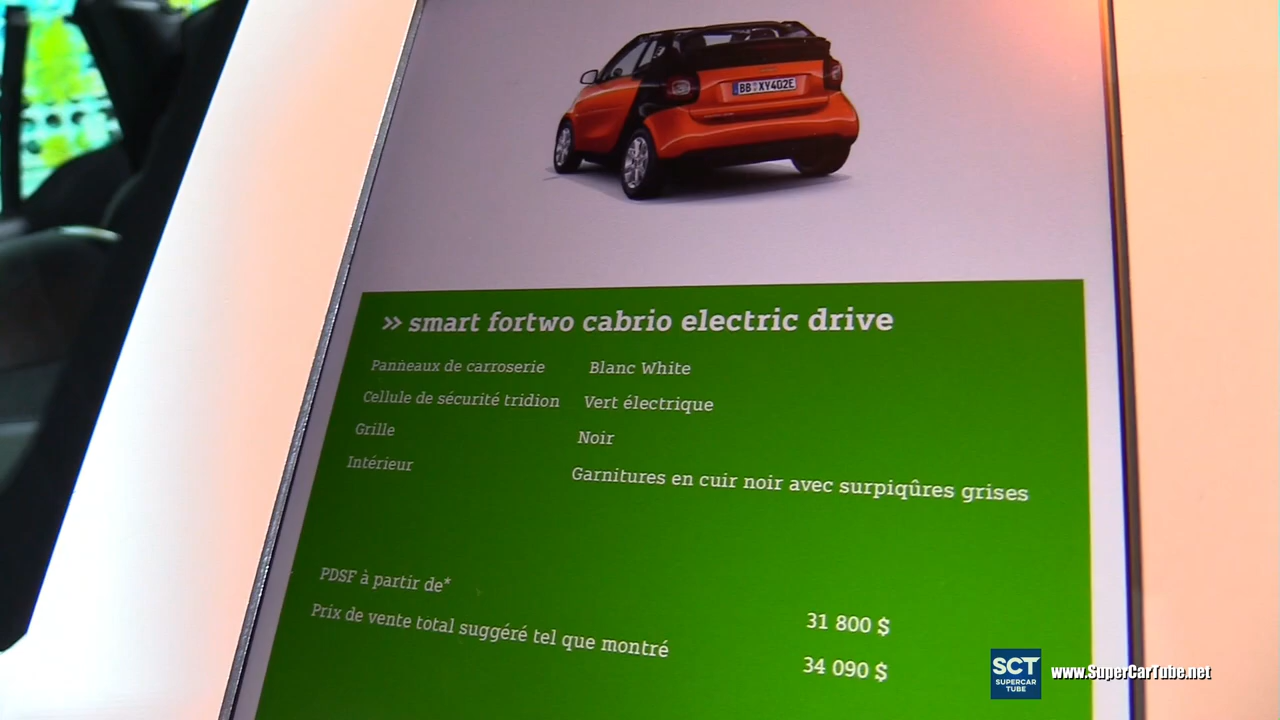 BB XY402E
>> smart fortwo cabrio electric drive
Panneaux de carroserie Blanc White
Cellule de sécurité tridion Vert électrique
Grille Noir
Intérieur Garnitures en cuir noir avec surpiqûres grises
PDSF à partir de* 31 800 $
Prix de vente total suggéré tel que montré 34 090 $
SCT
SUPERCAR
TUBE
www.SuperCarTube.net